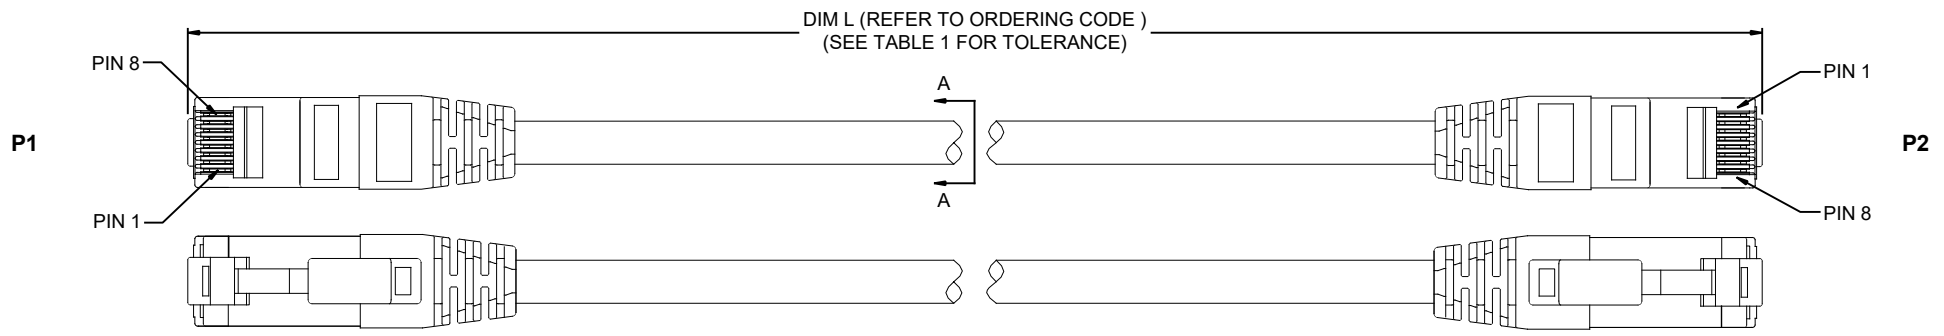 DIM L (REFER TO ORDERING CODE )
(SEE TABLE 1 FOR TOLERANCE)
PIN 8
A
PIN 1
P1
P2
PIN 1
A
PIN 8